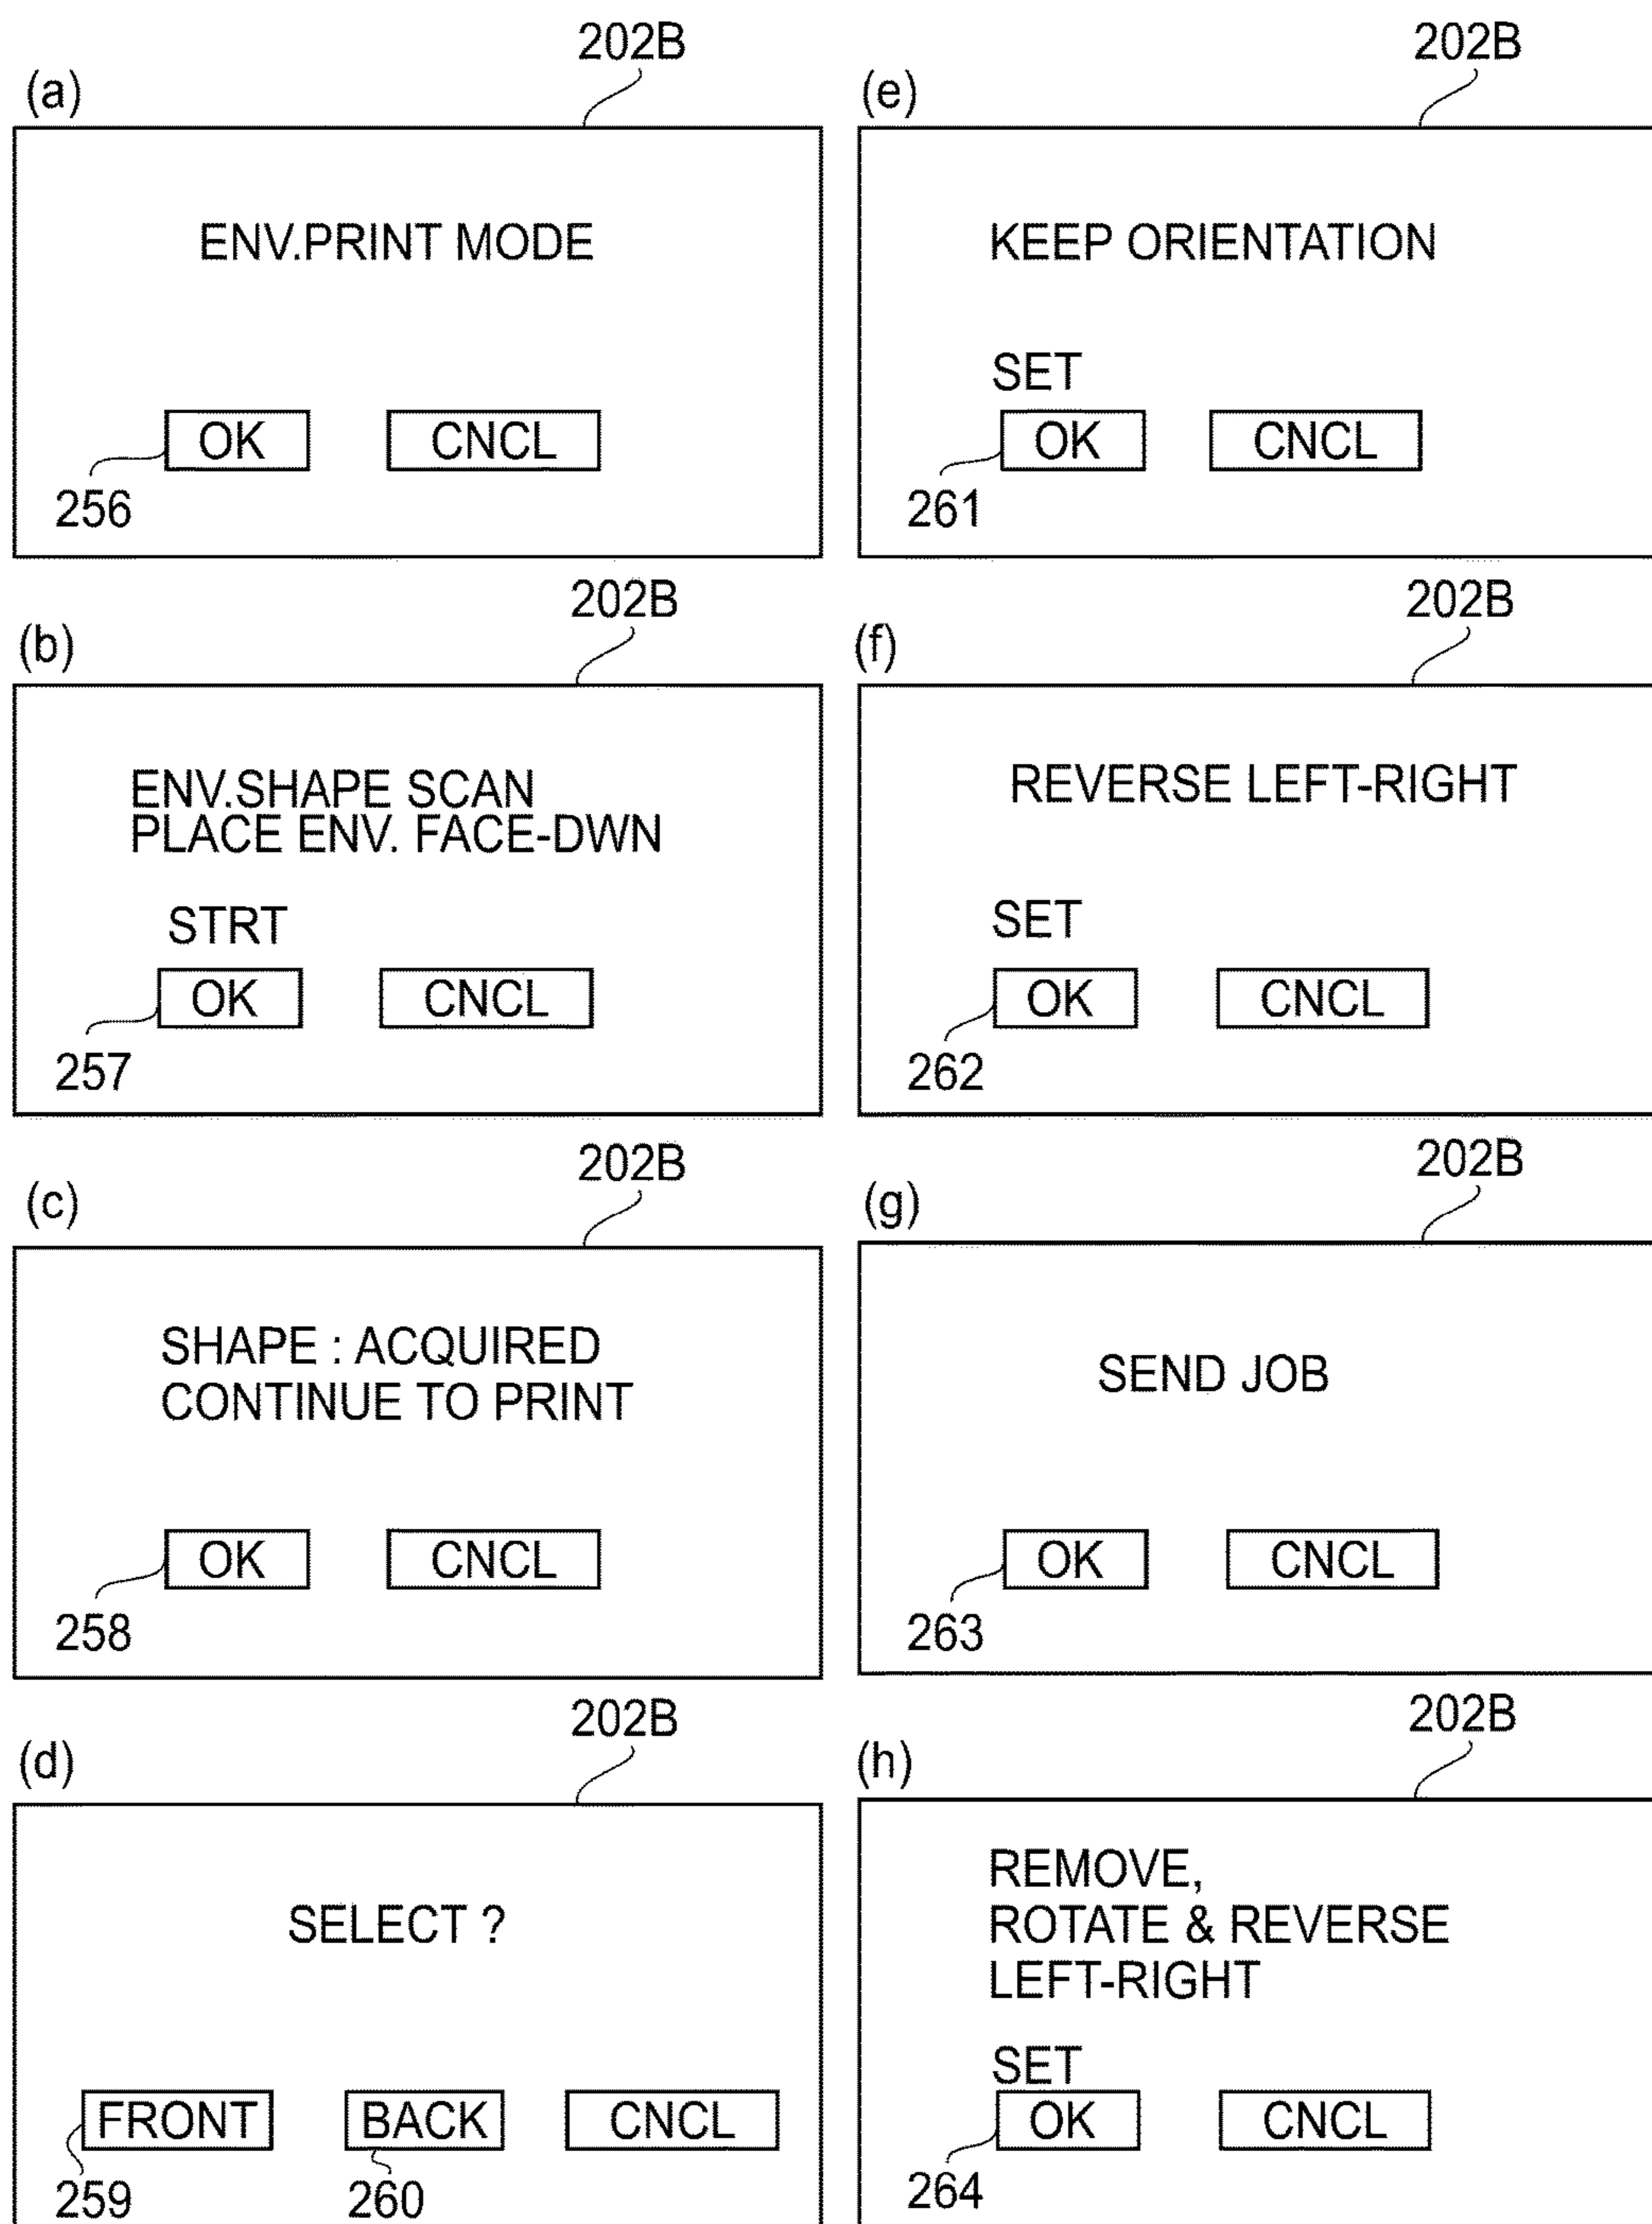 202B
(a)
ENV.PRINT MODE
OK CNCL
256
202B
(b)
ENV.SHAPE SCAN
PLACE ENV. FACE-DWN
STRT
OK CNCL
257
202B
(c)
SHAPE : ACQUIRED
CONTINUE TO PRINT
OK CNCL
258
202B
(d)
SELECT ?
FRONT BACK CNCL
259 260
202B
(e)
KEEP ORIENTATION
SET
OK CNCL
261
202B
(f)
REVERSE LEFT-RIGHT
SET
OK CNCL
262
202B
(g)
SEND JOB
OK CNCL
263
202B
(h)
REMOVE,
ROTATE & REVERSE
LEFT-RIGHT
SET
OK CNCL
264